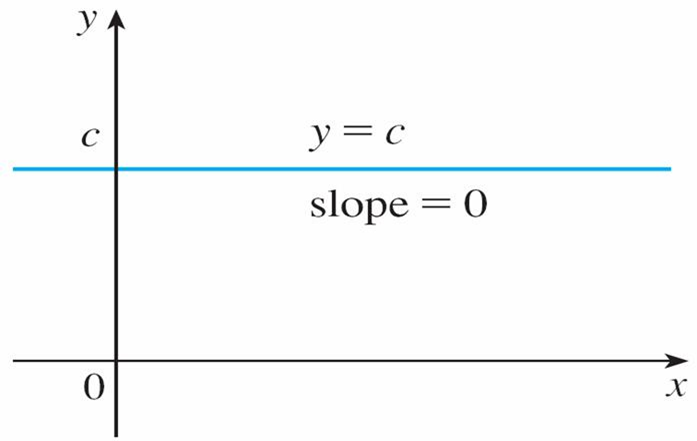 y
c
y = c
slope = 0
0
x